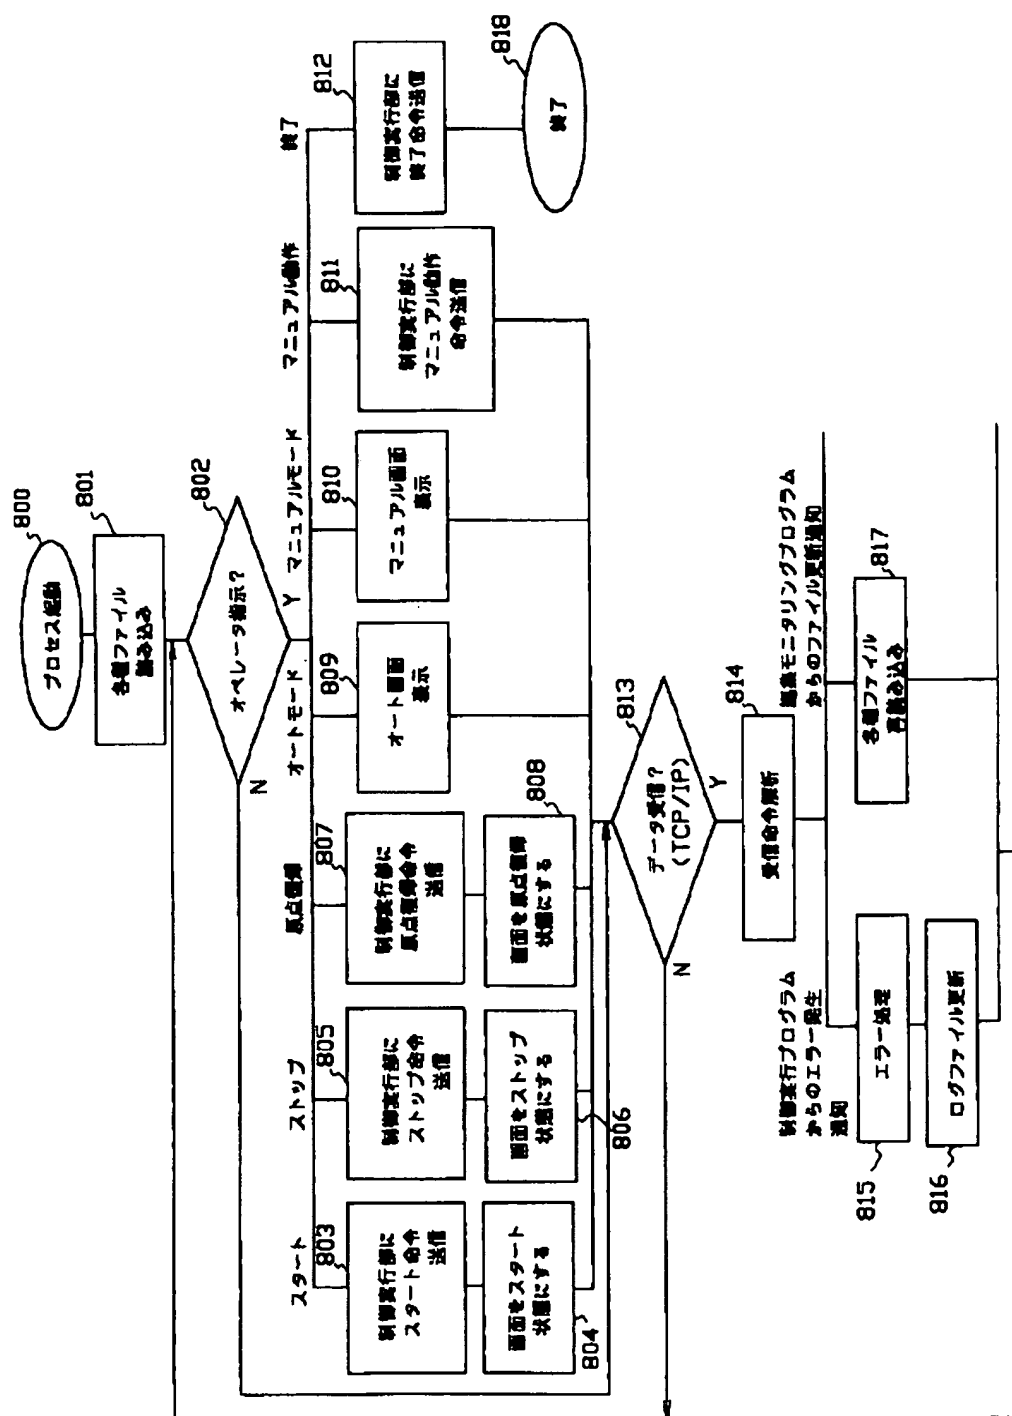 800
プロセス起動
801
各種ファイル
読み込み
802
オペレータ指示?
Y
N
スタート
ストップ
原点復帰
オートモード
マニュアルモード
マニュアル動作
終了
803
制御実行部に
スタート命令
送信
805
制御実行部に
ストップ命令
送信
807
制御実行部に
原点復帰命令
送信
809
オート画面
表示
810
マニュアル画面
表示
811
制御実行部に
マニュアル動作
命令送信
812
制御実行部に
終了命令送信
804
画面をスタート
状態にする
806
画面をストップ
状態にする
808
画面を原点復帰
状態にする
818
終了
813
データ受信?
(TCP/IP)
Y
N
814
受信命令解析
制御実行プログラム
からのエラー発生
通知
編集モニタリングプログラム
からのファイル更新通知
815
エラー処理
816
ログファイル更新
817
各種ファイル
再読み込み